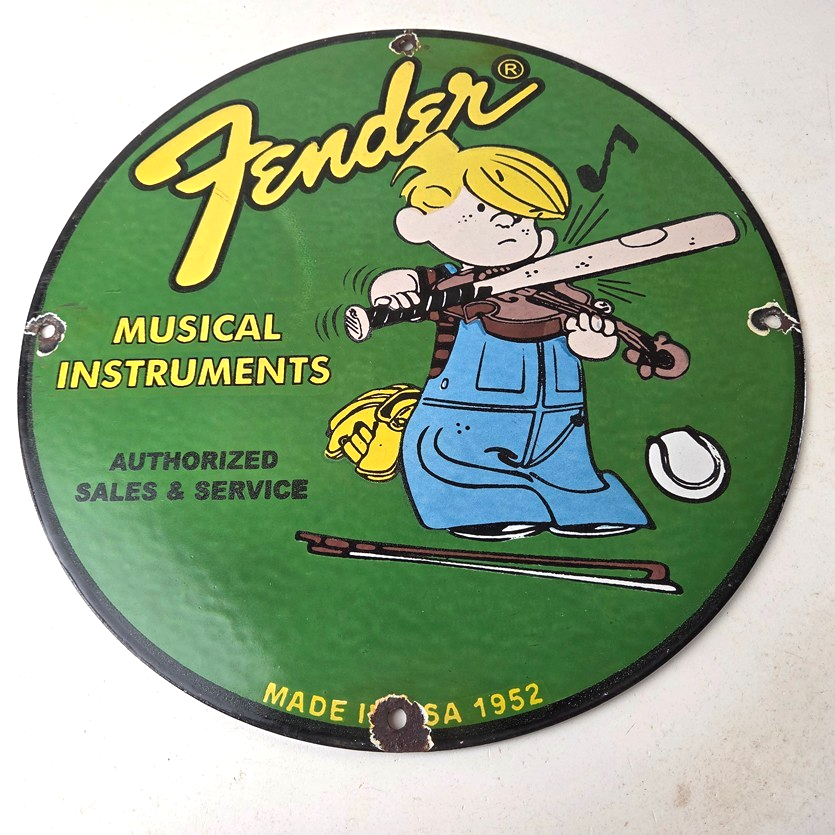 Fender®
MUSICAL
INSTRUMENTS
AUTHORIZED
SALES & SERVICE
MADE SA 1952